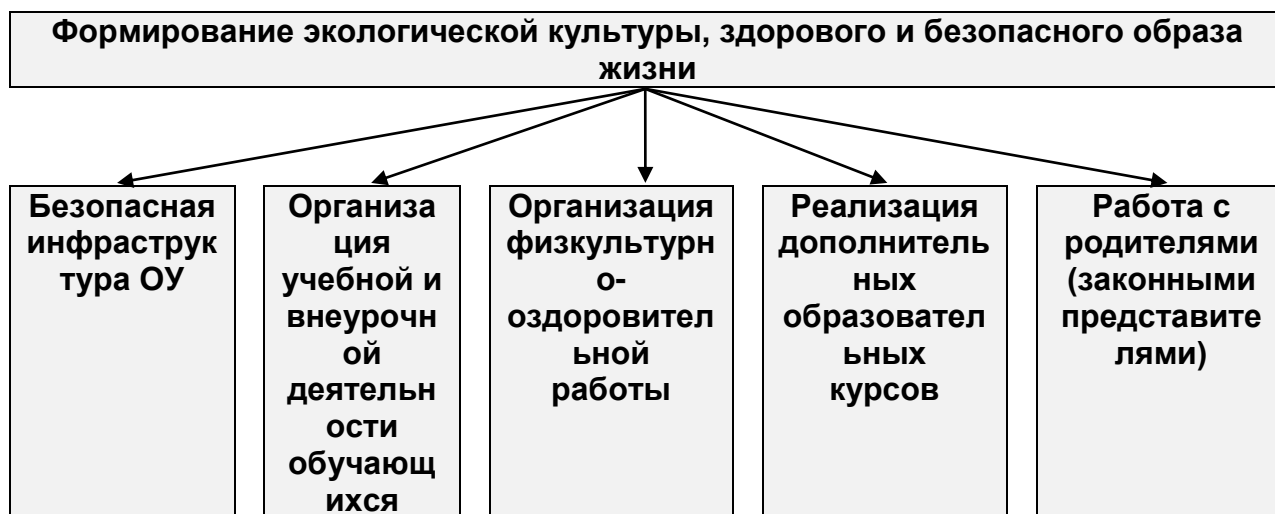 Формирование экологической культуры, здорового и безопасного образа
жизни
Безопасная
инфраструк
тура ОУ
Организа
ция
учебной и
внеурочн
ой
деятельн
ости
обучающ
ихся
Организация
физкультурн
о-
оздоровител
ьной
работы
Реализация
дополнитель
ных
образовател
ьных
курсов
Работа с
родителями
(законными
представите
лями)